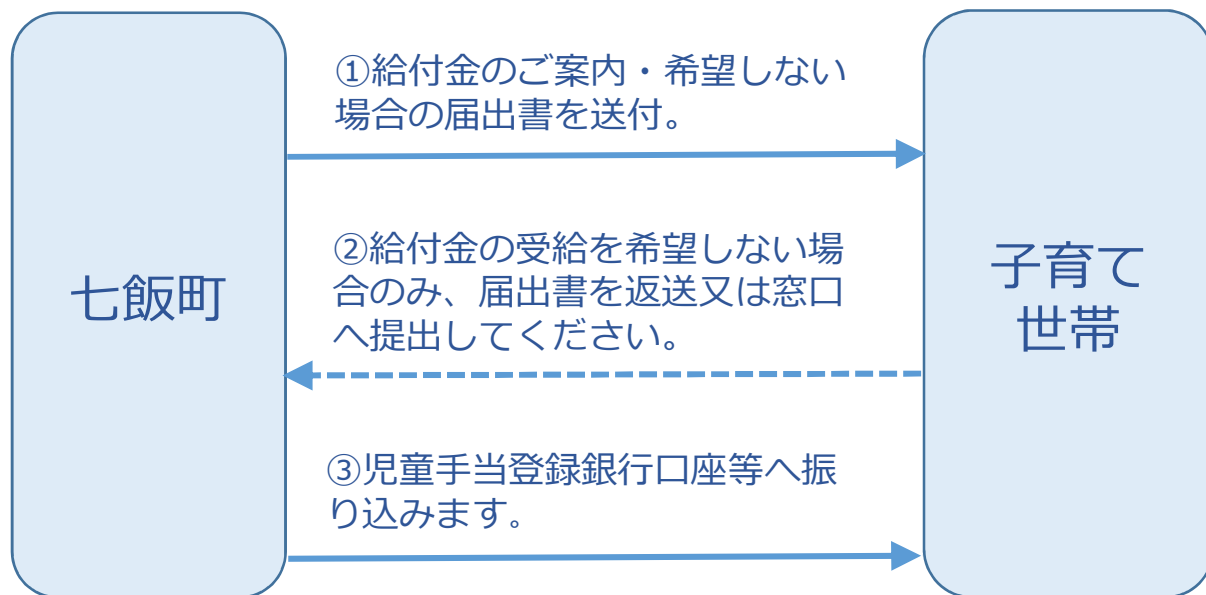 七飯町
①給付金のご案内・希望しない
場合の届出書を送付。
②給付金の受給を希望しない場
合のみ、届出書を返送又は窓口
へ提出してください。
③児童手当登録銀行口座等へ振
り込みます。
子育て
世帯